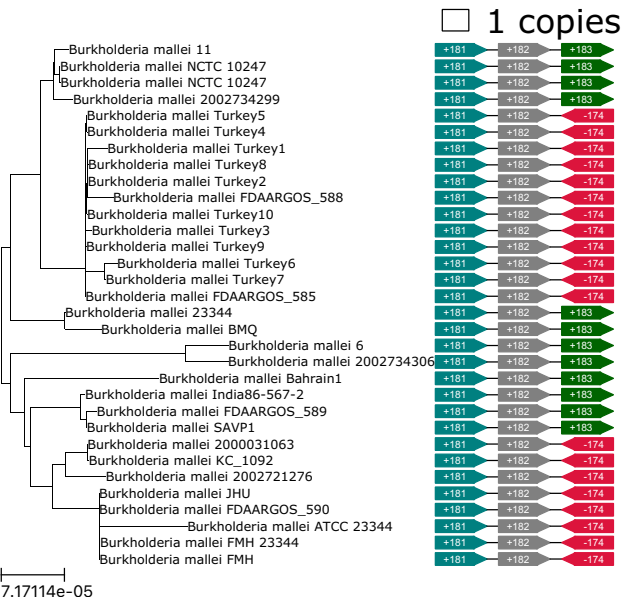 1 copies
Burkholderia mallei 11 +181 +182 +183
Burkholderia mallei NCTC 10247 +181 +182 +183
Burkholderia mallei NCTC 10247 +181 +182 +183
Burkholderia mallei 2002734299 +181 +182 +183
Burkholderia mallei Turkey5 +181 +182 -174
Burkholderia mallei Turkey4 +181 +182 -174
Burkholderia mallei Turkey1 +181 +182 -174
Burkholderia mallei Turkey8 +181 +182 -174
Burkholderia mallei Turkey2 +181 +182 -174
Burkholderia mallei FDAARGOS_588 +181 +182 -174
Burkholderia mallei Turkey10 +181 +182 -174
Burkholderia mallei Turkey3 +181 +182 -174
Burkholderia mallei Turkey9 +181 +182 -174
Burkholderia mallei Turkey6 +181 +182 -174
Burkholderia mallei Turkey7 +181 +182 -174
Burkholderia mallei FDAARGOS_585 +181 +182 -174
Burkholderia mallei 23344 +181 +182 +183
Burkholderia mallei BMQ +181 +182 +183
Burkholderia mallei 6 +181 +182 +183
Burkholderia mallei 2002734306 +181 +182 +183
Burkholderia mallei Bahrain1 +181 +182 +183
Burkholderia mallei India86-567-2 +181 +182 +183
Burkholderia mallei FDAARGOS_589 +181 +182 +183
Burkholderia mallei SAVP1 +181 +182 +183
Burkholderia mallei 2000031063 +181 +182 -174
Burkholderia mallei KC_1092 +181 +182 -174
Burkholderia mallei 2002721276 +181 +182 -174
Burkholderia mallei JHU +181 +182 -174
Burkholderia mallei FDAARGOS_590 +181 +182 -174
Burkholderia mallei ATCC 23344 +181 +182 -174
Burkholderia mallei FMH 23344 +181 +182 -174
Burkholderia mallei FMH +181 +182 -174
7.17114e-05